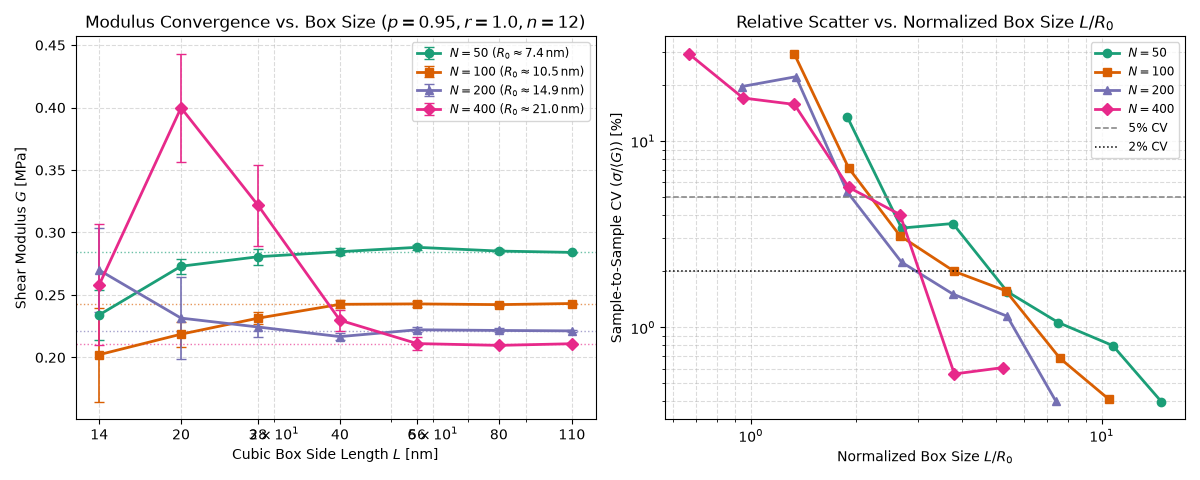 Modulus Convergence vs. Box Size (p = 0.95, r = 1.0, n = 12)
Shear Modulus G [MPa]
0.45
0.40
0.35
0.30
0.25
0.20
N = 50 (R₀ ≈ 7.4 nm)
N = 100 (R₀ ≈ 10.5 nm)
N = 200 (R₀ ≈ 14.9 nm)
N = 400 (R₀ ≈ 21.0 nm)
14 20 28 40 56 80 110
Cubic Box Side Length L [nm]
Relative Scatter vs. Normalized Box Size L/R₀
Sample-to-Sample CV (σ/⟨G⟩) [%]
10¹
10⁰
N = 50
N = 100
N = 200
N = 400
5% CV
2% CV
10⁰ 10¹
Normalized Box Size L/R₀